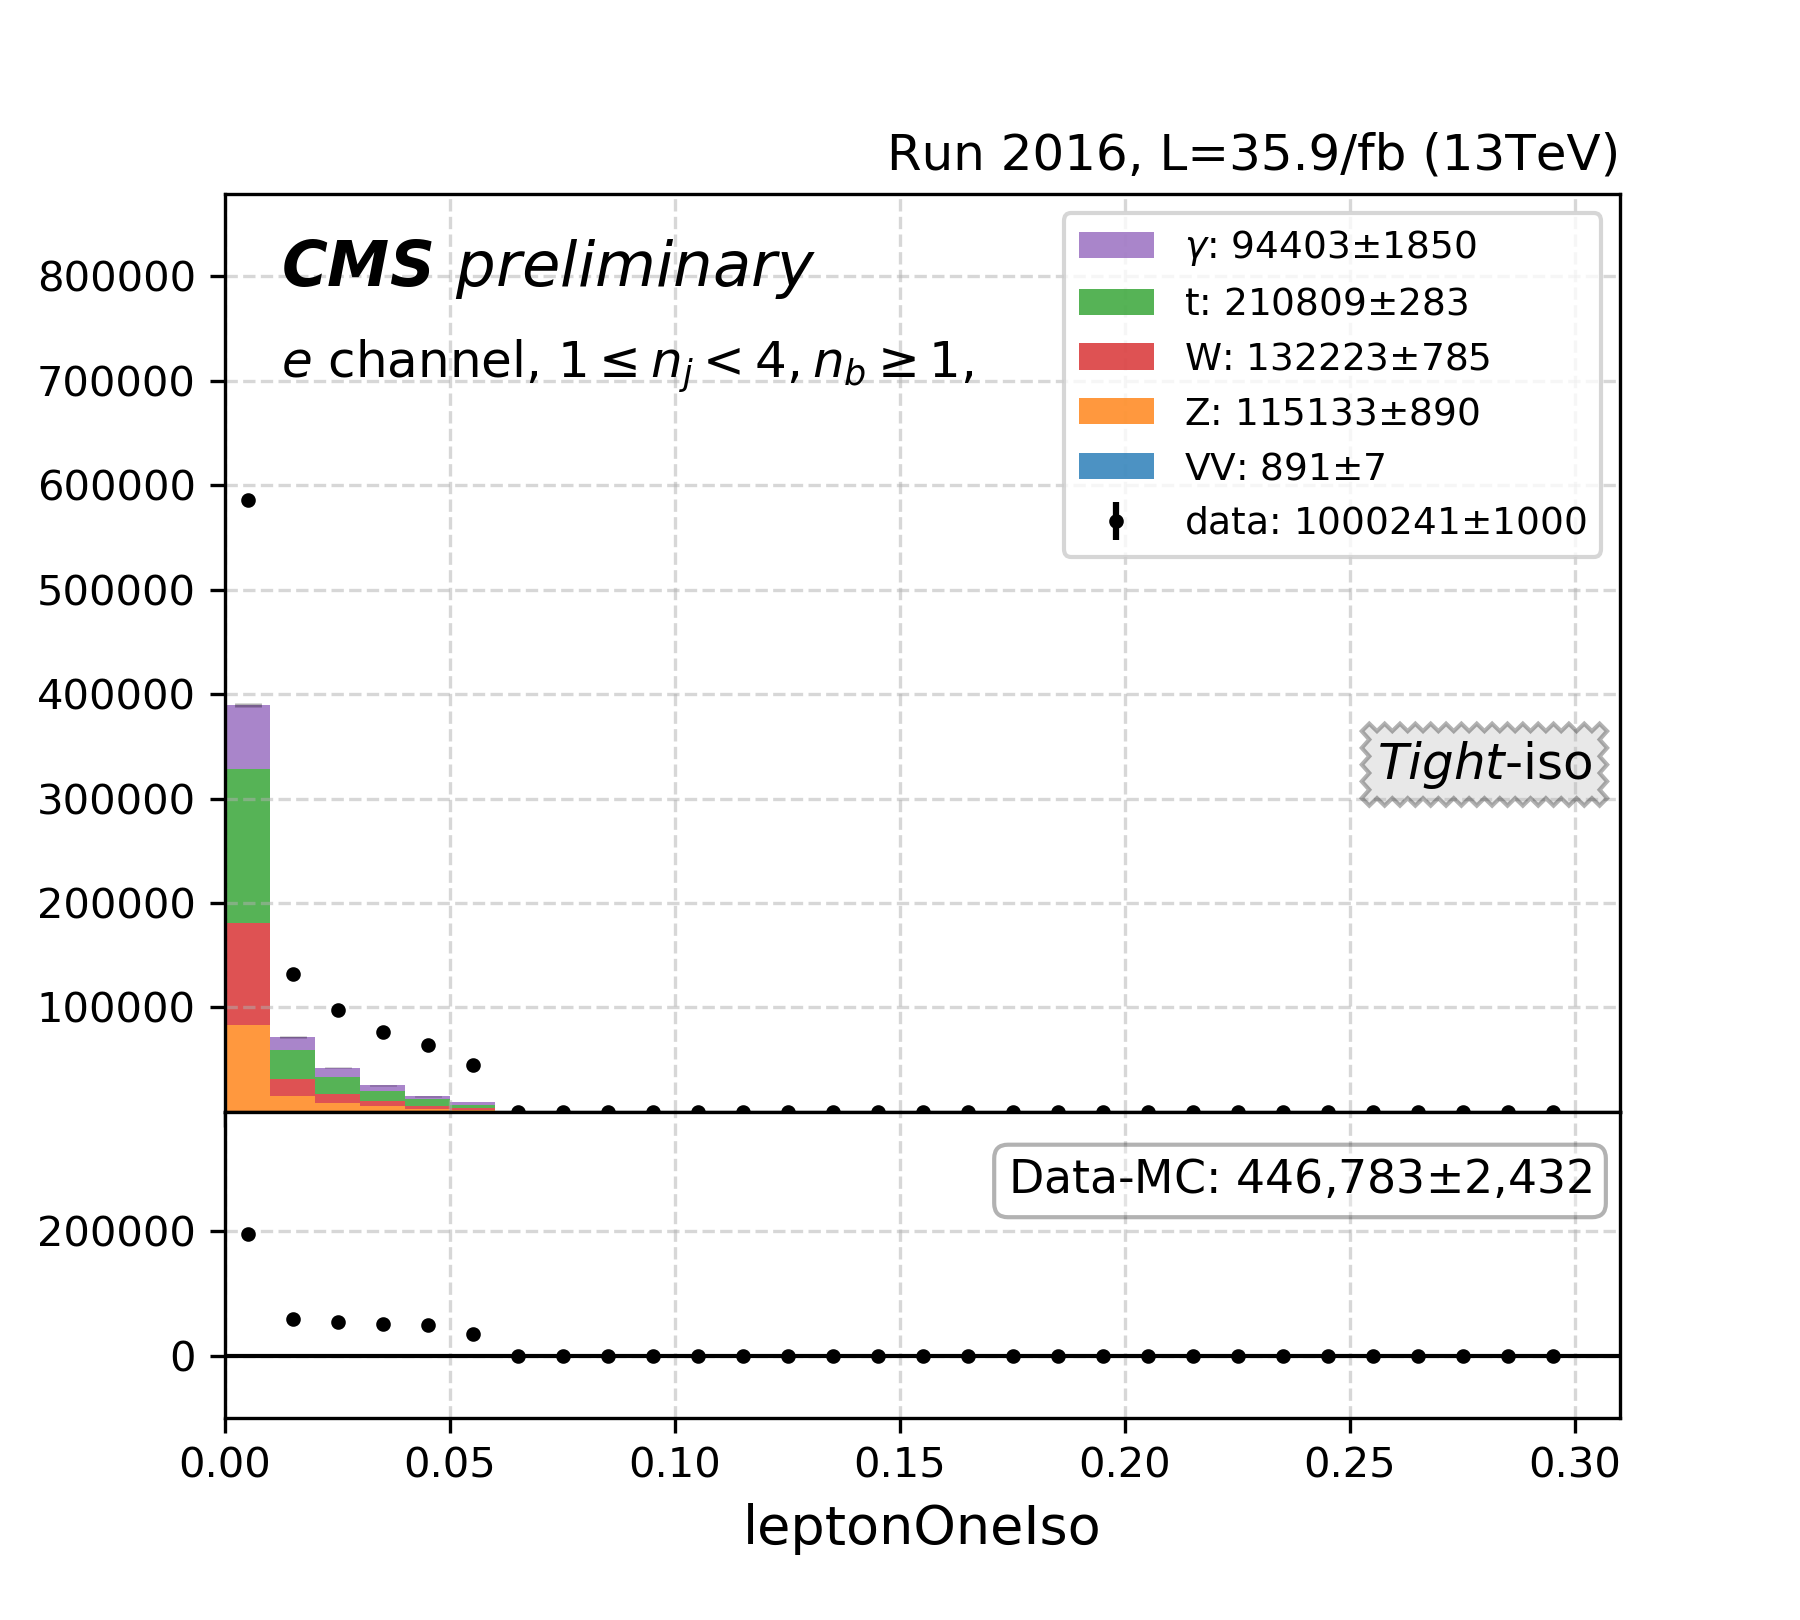 Run 2016, L=35.9/fb (13TeV)
CMS preliminary
e channel, 1 ≤ n_j < 4, n_b ≥ 1,
γ: 94403±1850
t: 210809±283
W: 132223±785
Z: 115133±890
VV: 891±7
data: 1000241±1000
800000
700000
600000
500000
400000
300000
200000
100000
Tight-iso
Data-MC: 446,783±2,432
200000
0
0.00 0.05 0.10 0.15 0.20 0.25 0.30
leptonOneIso